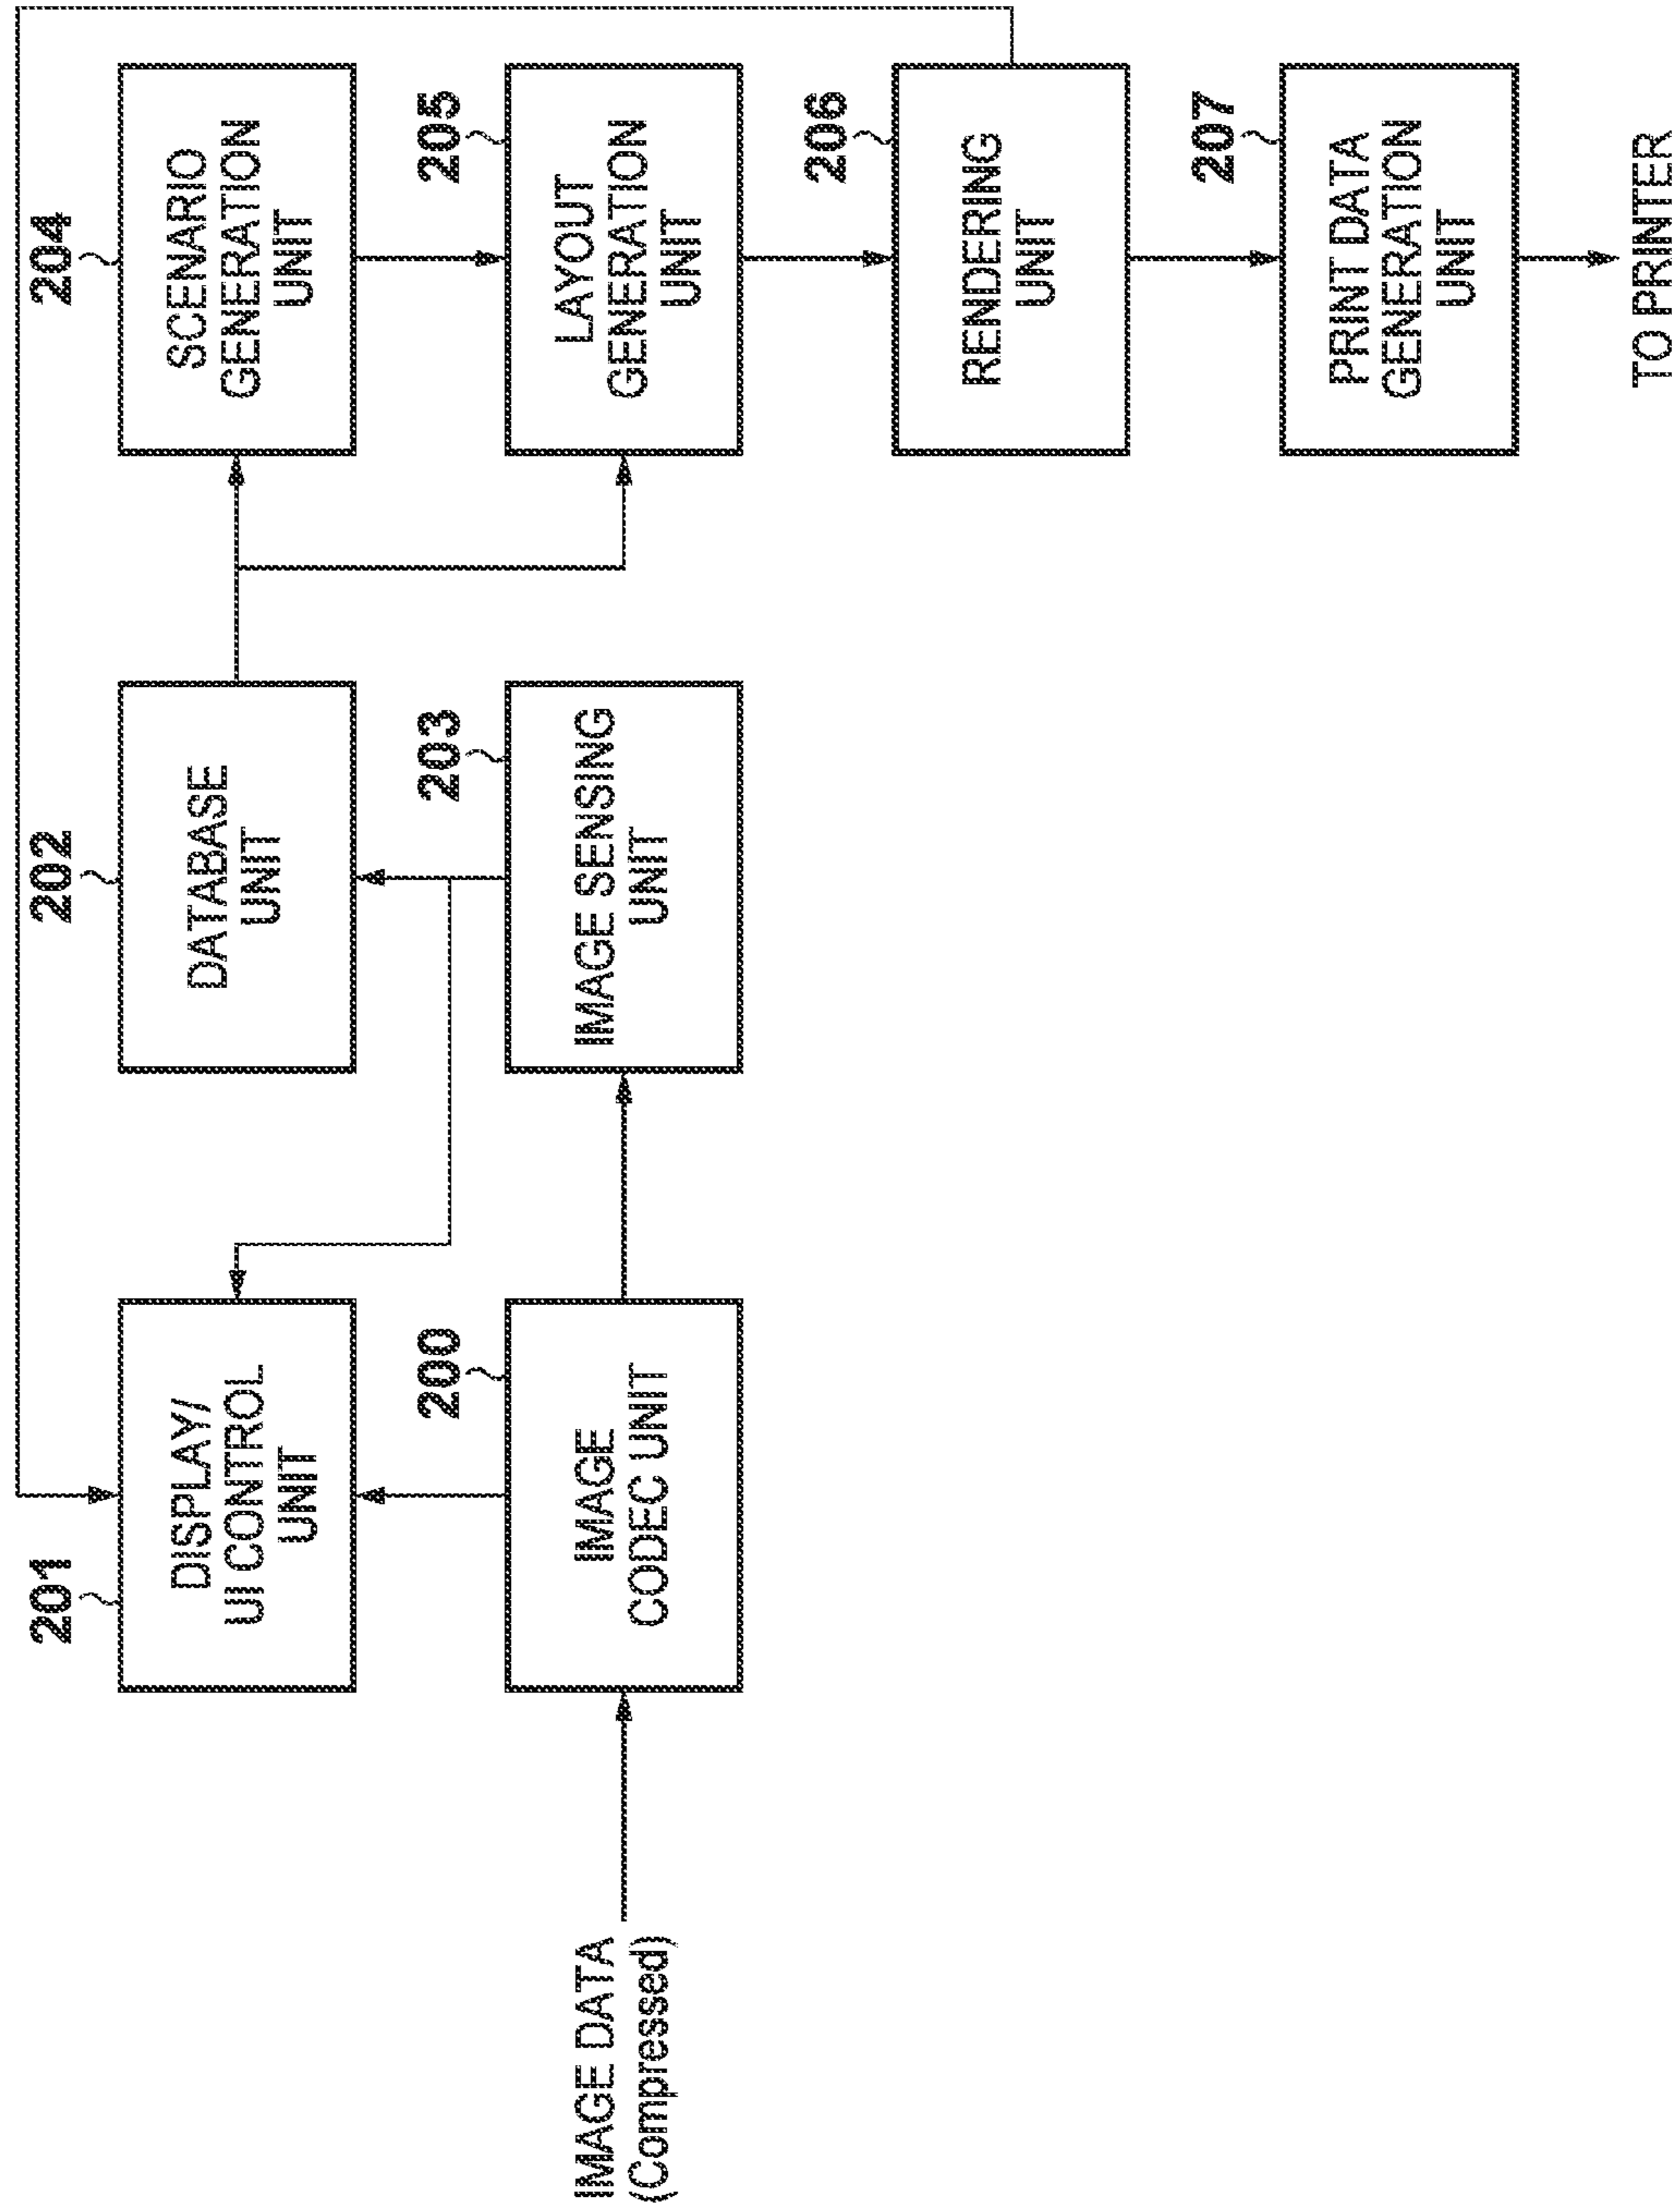 201
DISPLAY/
UI CONTROL
UNIT
202
DATABASE
UNIT
204
SCENARIO
GENERATION
UNIT
IMAGE DATA
(Compressed)
200
IMAGE
CODEC UNIT
203
IMAGE SENSING
UNIT
205
LAYOUT
GENERATION
UNIT
206
RENDERING
UNIT
207
PRINT DATA
GENERATION
UNIT
TO PRINTER